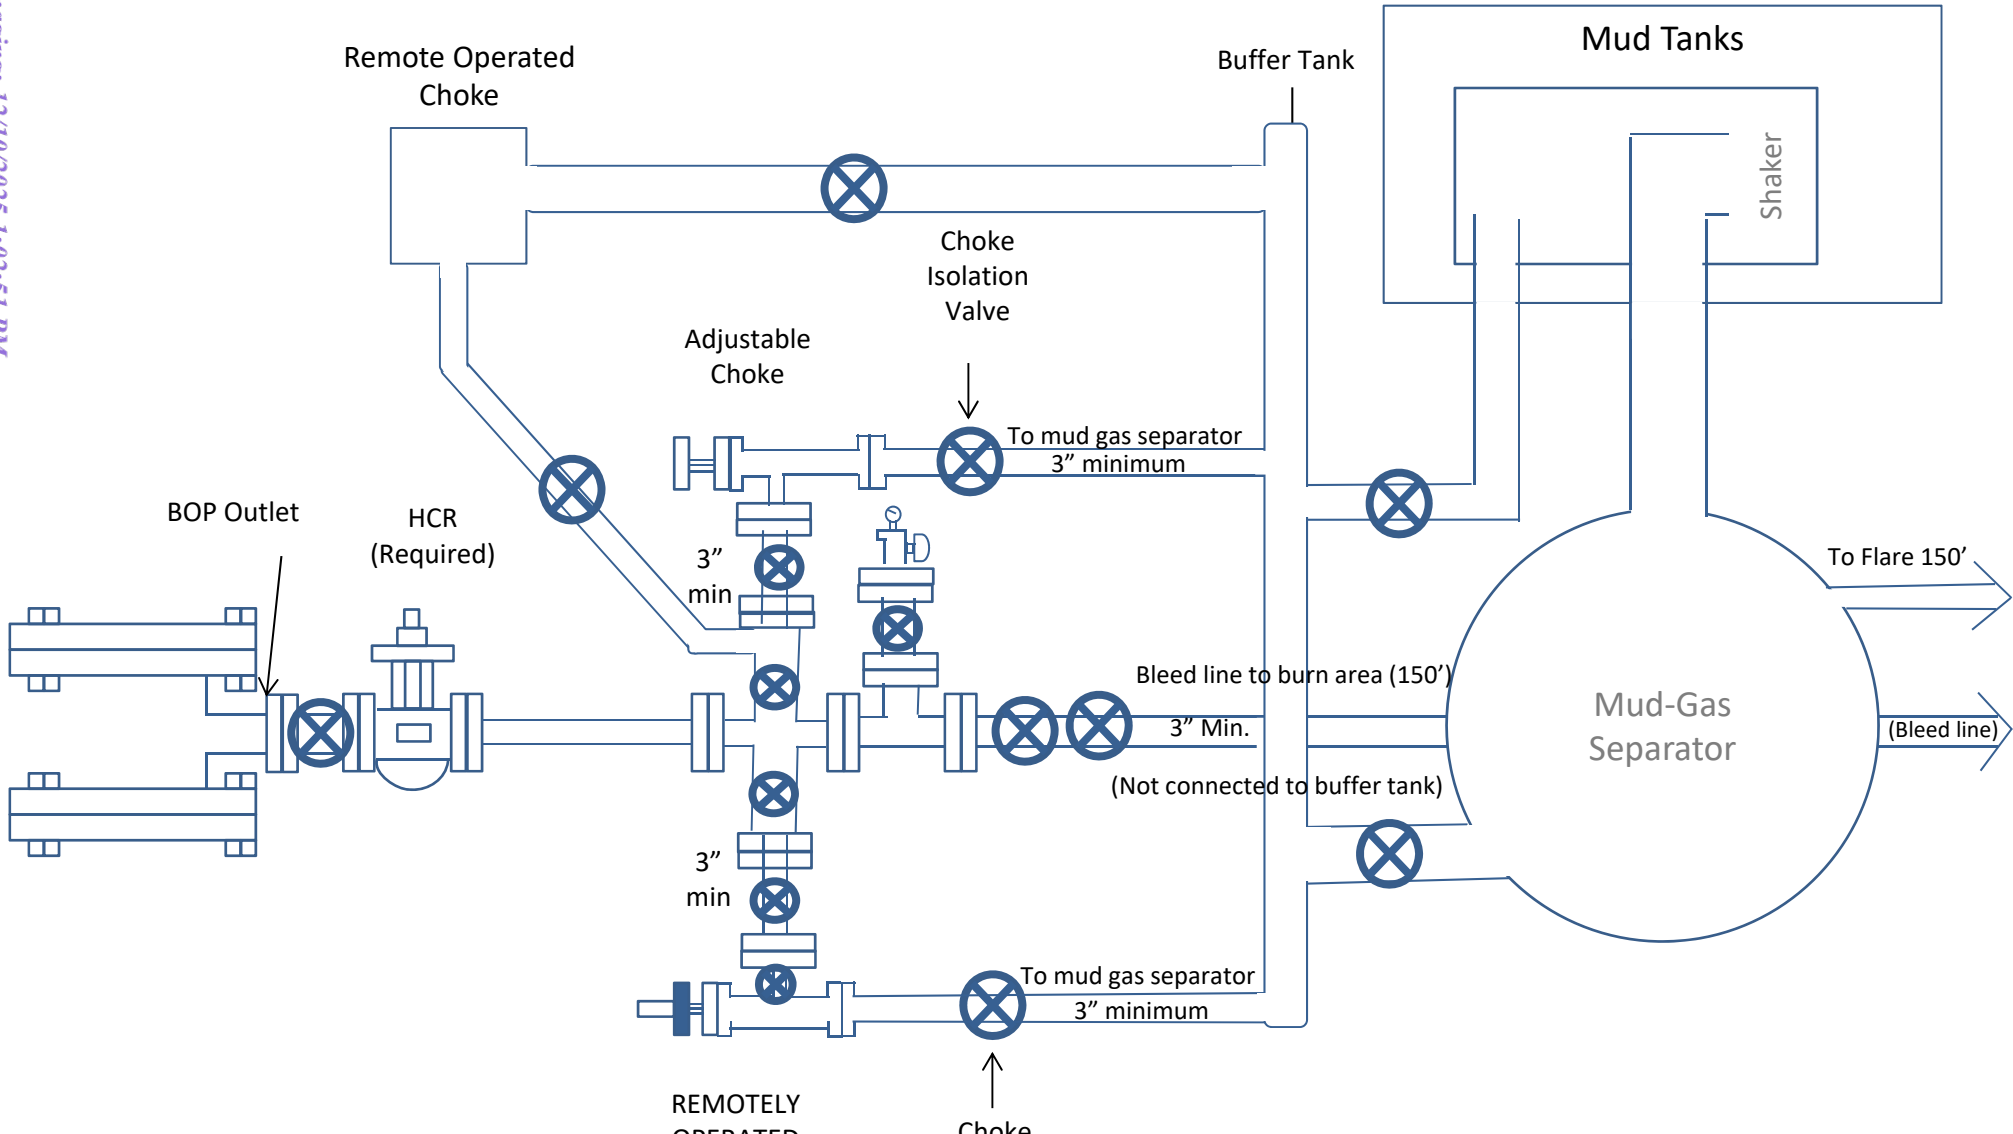 Remote Operated
Choke
Buffer Tank
Mud Tanks
Shaker
Choke
Isolation
Valve
Adjustable
Choke
To mud gas separator
3” minimum
BOP Outlet
HCR
(Required)
3”
min
To Flare 150’
Bleed line to burn area (150’)
3” Min.
(Not connected to buffer tank)
Mud-Gas
Separator
(Bleed line)
3”
min
To mud gas separator
3” minimum
REMOTELY
OPERATED
Choke